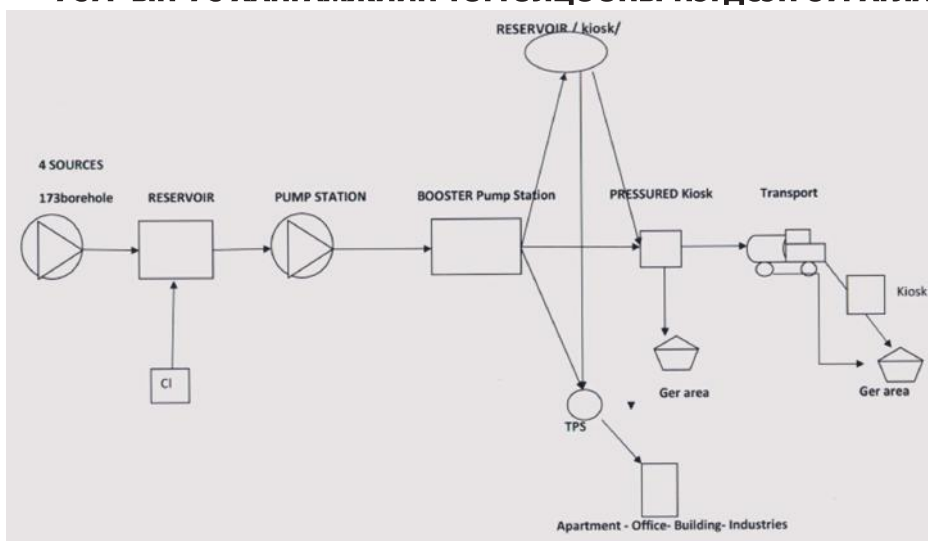 RESERVOIR / kiosk/
4 SOURCES
173borehole
RESERVOIR
PUMP STATION
BOOSTER Pump Station
PRESSURED Kiosk
Transport
Kiosk
Cl
Ger area
Ger area
TPS
Apartment - Office- Building- Industries